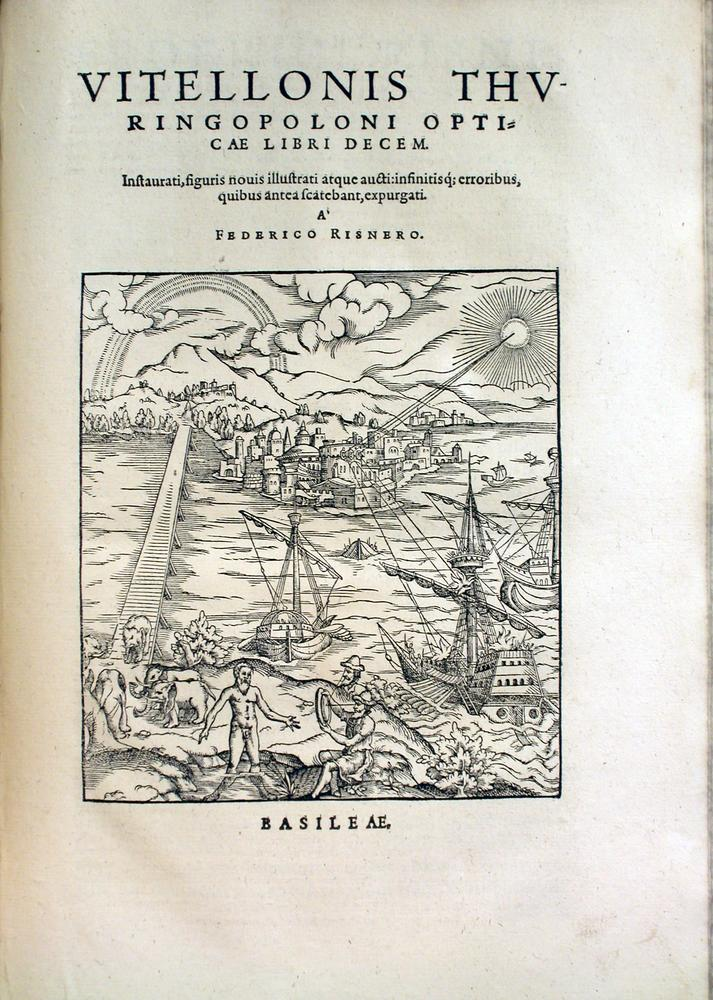 VITELLONIS THV-
RINGOPOLONI OPTI=
CAE LIBRI DECEM.
Inſtaurati, figuris nouis illuſtrati atque aucti: infinitisq́; erroribus,
quibus anteà ſcatebant, expurgati.
A'
FEDERICO RISNERO.
BASILEAE.